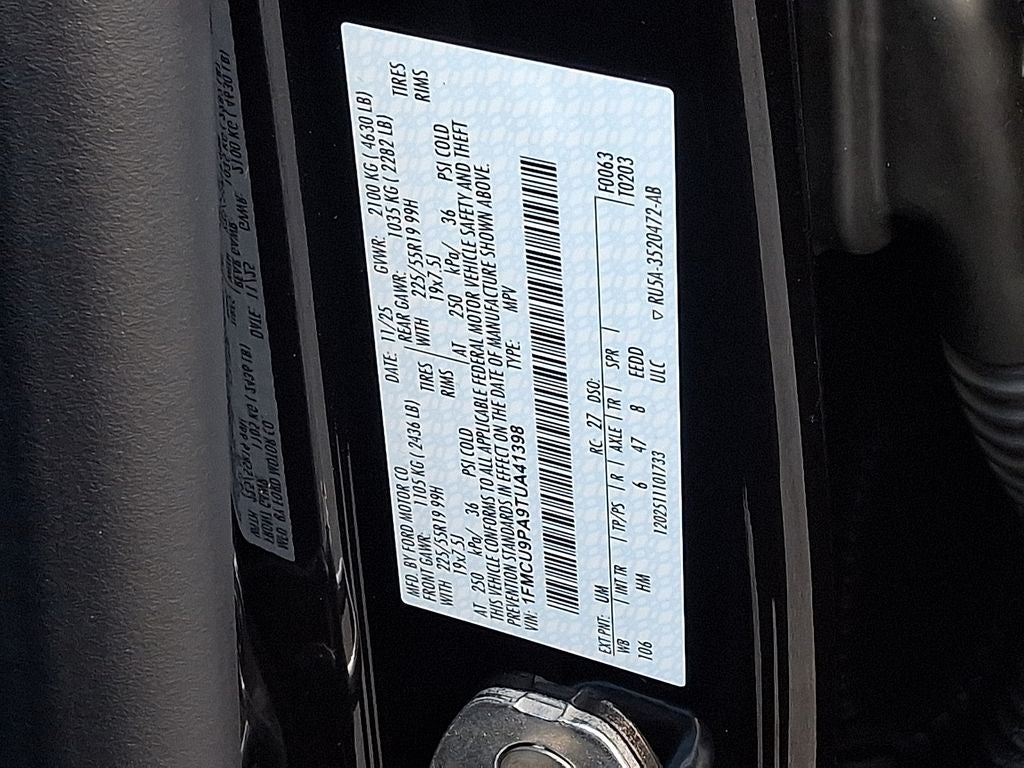 MFD. BY FORD MOTOR CO. DATE: 11/25 GVWR: 2100 KG ( 4630 LB)
FRONT GAWR: 1105 KG ( 2436 LB) REAR GAWR: 1035 KG ( 2282 LB)
WITH 225/55R19 99H TIRES WITH 225/55R19 99H TIRES
19x7.5J RIMS 19x7.5J RIMS
AT 250 kPa/ 36 PSI COLD AT 250 kPa/ 36 PSI COLD
THIS VEHICLE CONFORMS TO ALL APPLICABLE FEDERAL MOTOR VEHICLE SAFETY AND THEFT
PREVENTION STANDARDS IN EFFECT ON THE DATE OF MANUFACTURE SHOWN ABOVE.
VIN: 1FMCU9PA9TUA41398 TYPE: MPV
EXT PNT: UM RC: 27 DSO: F0063
WB | INT TR | TP/PS | R | AXLE | TR | SPR | T0203
106 HM 6 47 8 EEDD
120251101733 ULC ▽ RU5A-3520472-AB